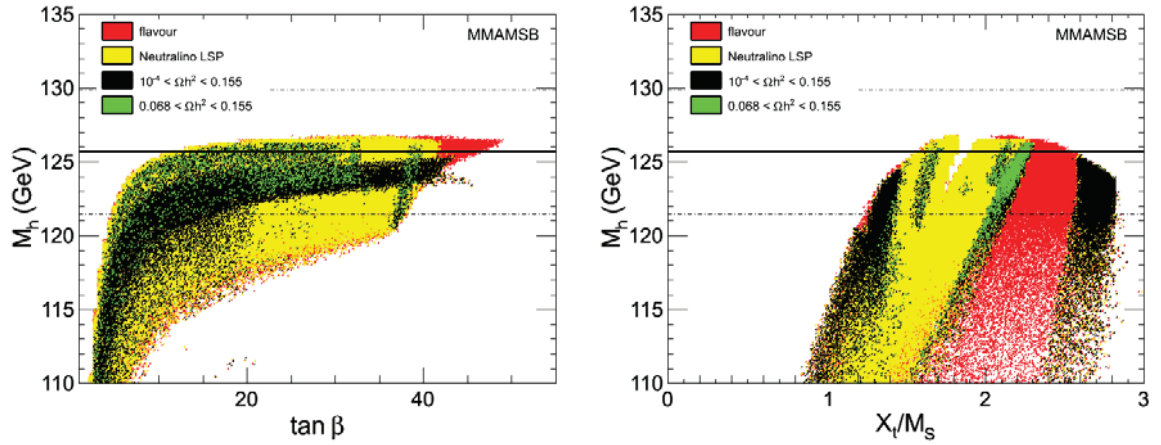 135
130
125
120
115
110
M_h (GeV)
flavour
Neutralino LSP
10⁻⁴ < Ωh² < 0.155
0.068 < Ωh² < 0.155
MMAMSB
20
40
tan β
135
130
125
120
115
110
M_h (GeV)
flavour
Neutralino LSP
10⁻⁴ < Ωh² < 0.155
0.068 < Ωh² < 0.155
MMAMSB
0
1
2
3
X_t/M_S